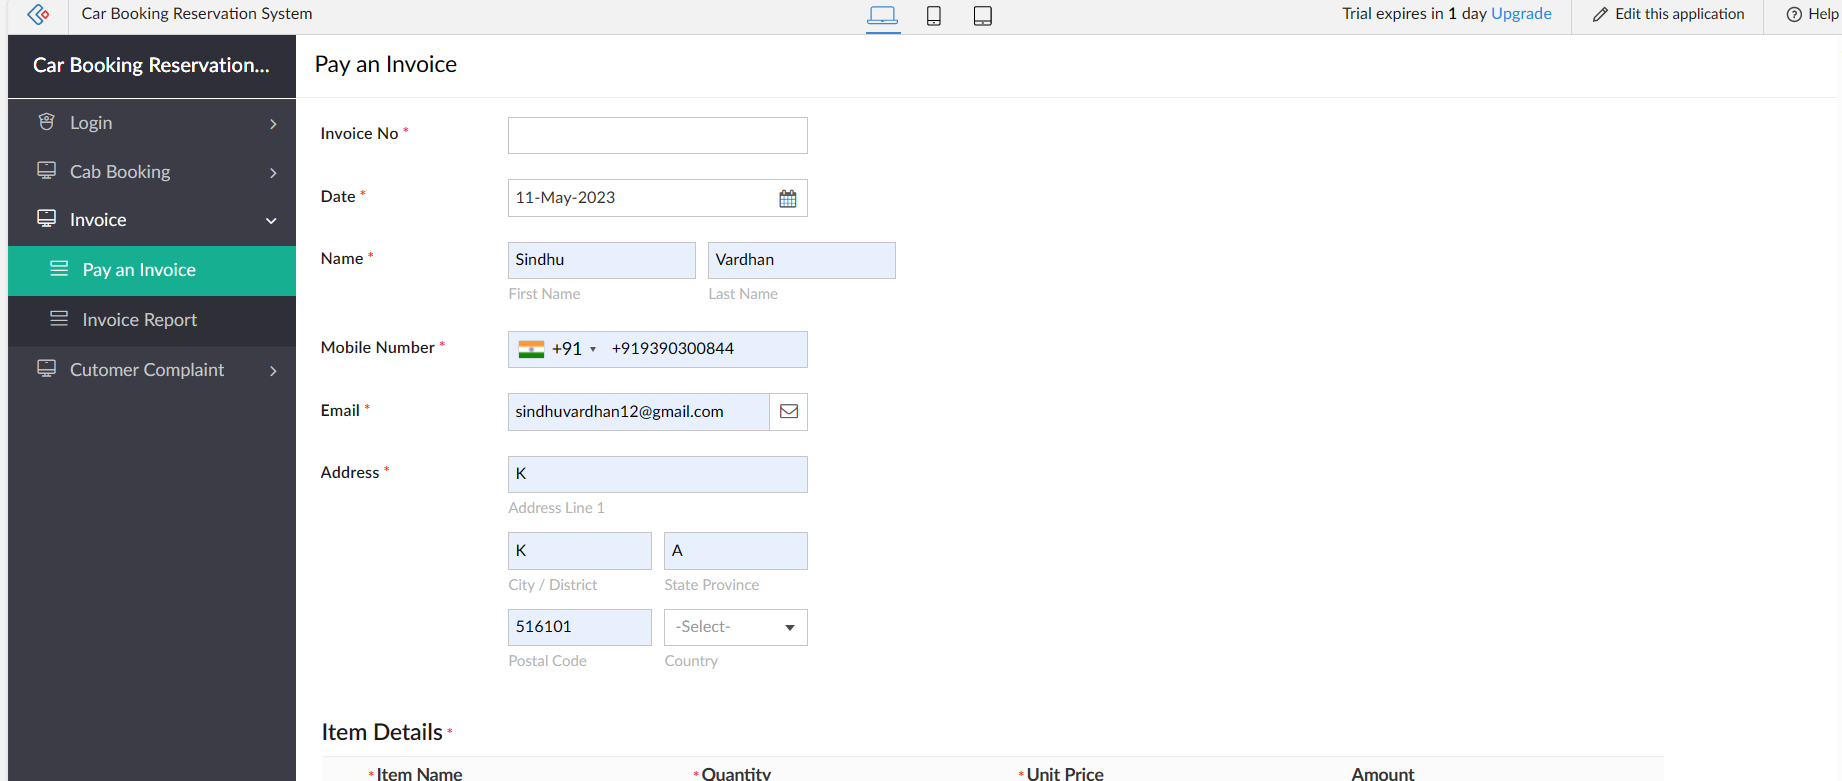 Car Booking Reservation System
Trial expires in 1 day Upgrade
Edit this application
Help
Car Booking Reservation...
Login
Cab Booking
Invoice
Pay an Invoice
Invoice Report
Cutomer Complaint
Pay an Invoice
Invoice No *
Date *
11-May-2023
Name *
Sindhu Vardhan
First Name Last Name
Mobile Number *
+91 +919390300844
Email *
sindhuvardhan12@gmail.com
Address *
K
Address Line 1
K A
City / District State Province
516101 -Select-
Postal Code Country
Item Details *
* Item Name * Quantity * Unit Price Amount